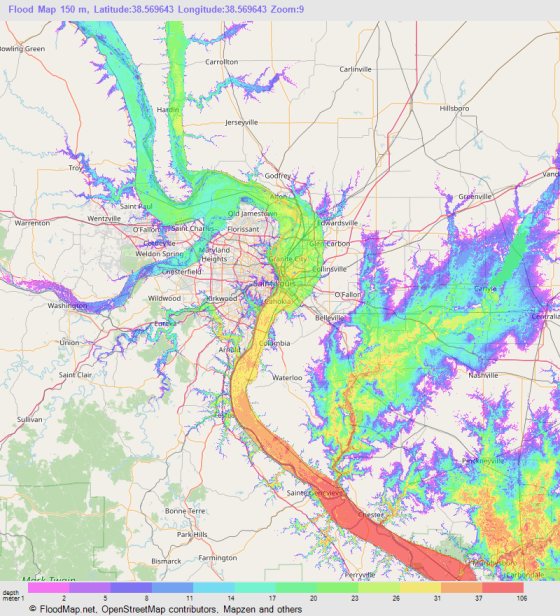 Flood Map 150 m, Latitude:38.569643 Longitude:38.569643 Zoom:9
Bowling Green
Carrollton
Carlinville
Hillsboro
Hardin
Jerseyville
Troy
Godfrey
Alton
Greenville
Vand
Saint Paul
Old Jamestown
Warrenton
Wentzville
Edwardsville
O'Fallon
Saint Charles
Florissant
Glen Carbon
Cottleville
Maryland
Heights
Weldon Spring
Granite City
Chesterfield
Collinsville
Wildwood
Kirkwood
Cahokia
O'Fallon
Carlyle
Washington
Eureka
Belleville
Centralia
Union
Arnold
Columbia
Saint Clair
Waterloo
Nashville
Festus
Sullivan
Pinckneyville
Sainte Genevieve
Bonne Terre
Chester
Park Hills
Murphysboro
Bismarck
Farmington
Perryville
Carbondale
Mark Twain
depth
meter 1 2 5 8 11 14 17 20 23 26 31 37 106
© FloodMap.net, OpenStreetMap contributors, Mapzen and others